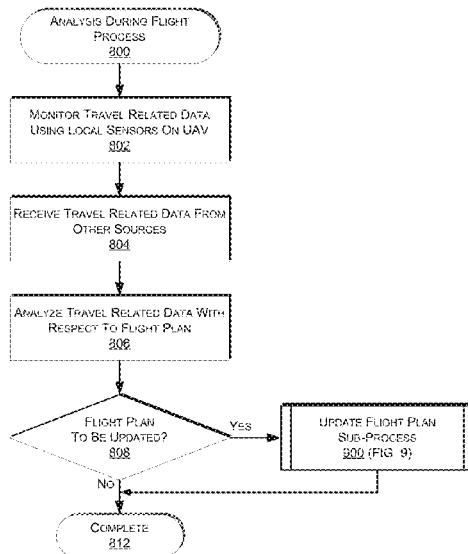 ANALYSIS DURING FLIGHT
PROCESS
800
MONITOR TRAVEL RELATED DATA
USING LOCAL SENSORS ON UAV
802
RECEIVE TRAVEL RELATED DATA FROM
OTHER SOURCES
804
ANALYZE TRAVEL RELATED DATA WITH
RESPECT TO FLIGHT PLAN
806
FLIGHT PLAN
TO BE UPDATED?
808
YES
UPDATE FLIGHT PLAN
SUB-PROCESS
900 (FIG. 9)
NO
COMPLETE
812